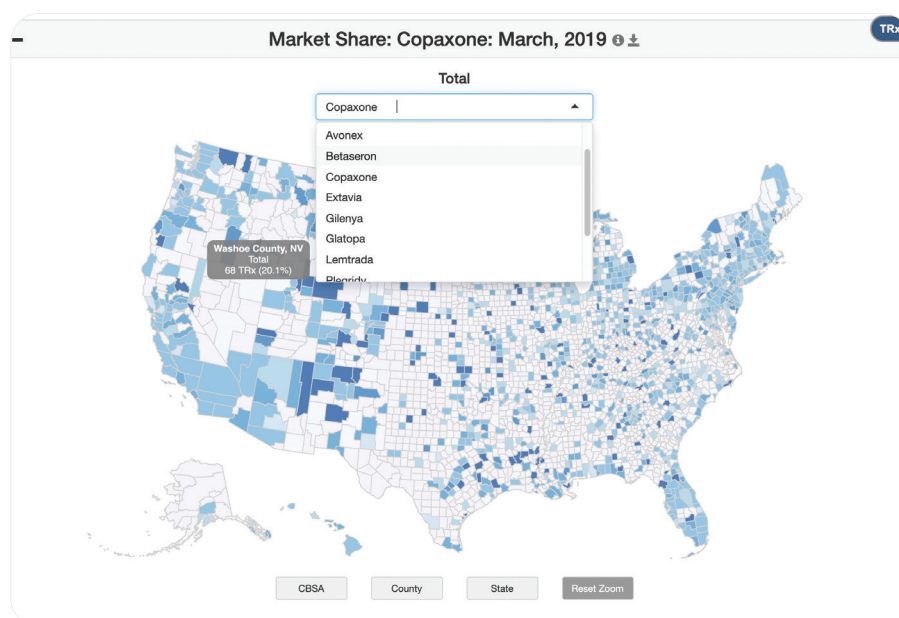 Market Share: Copaxone: March, 2019
TRx
Total
Copaxone
Avonex
Betaseron
Copaxone
Extavia
Gilenya
Glatopa
Lemtrada
Plegridy
Washoe County, NV
Total
68 TRx (20.1%)
CBSA
County
State
Reset Zoom